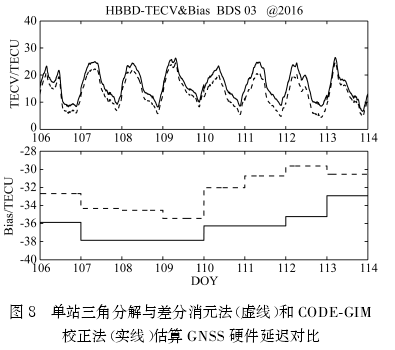 HBBD-TECV&Bias BDS 03 @2016
TECV/TECU
40
30
20
10
0
106 107 108 109 110 111 112 113 114
Bias/TECU
-28
-30
-32
-34
-36
-38
-40
106 107 108 109 110 111 112 113 114
DOY
图 8 单站三角分解与差分消元法(虚线)和 CODE-GIM
校正法(实线)估算 GNSS 硬件延迟对比